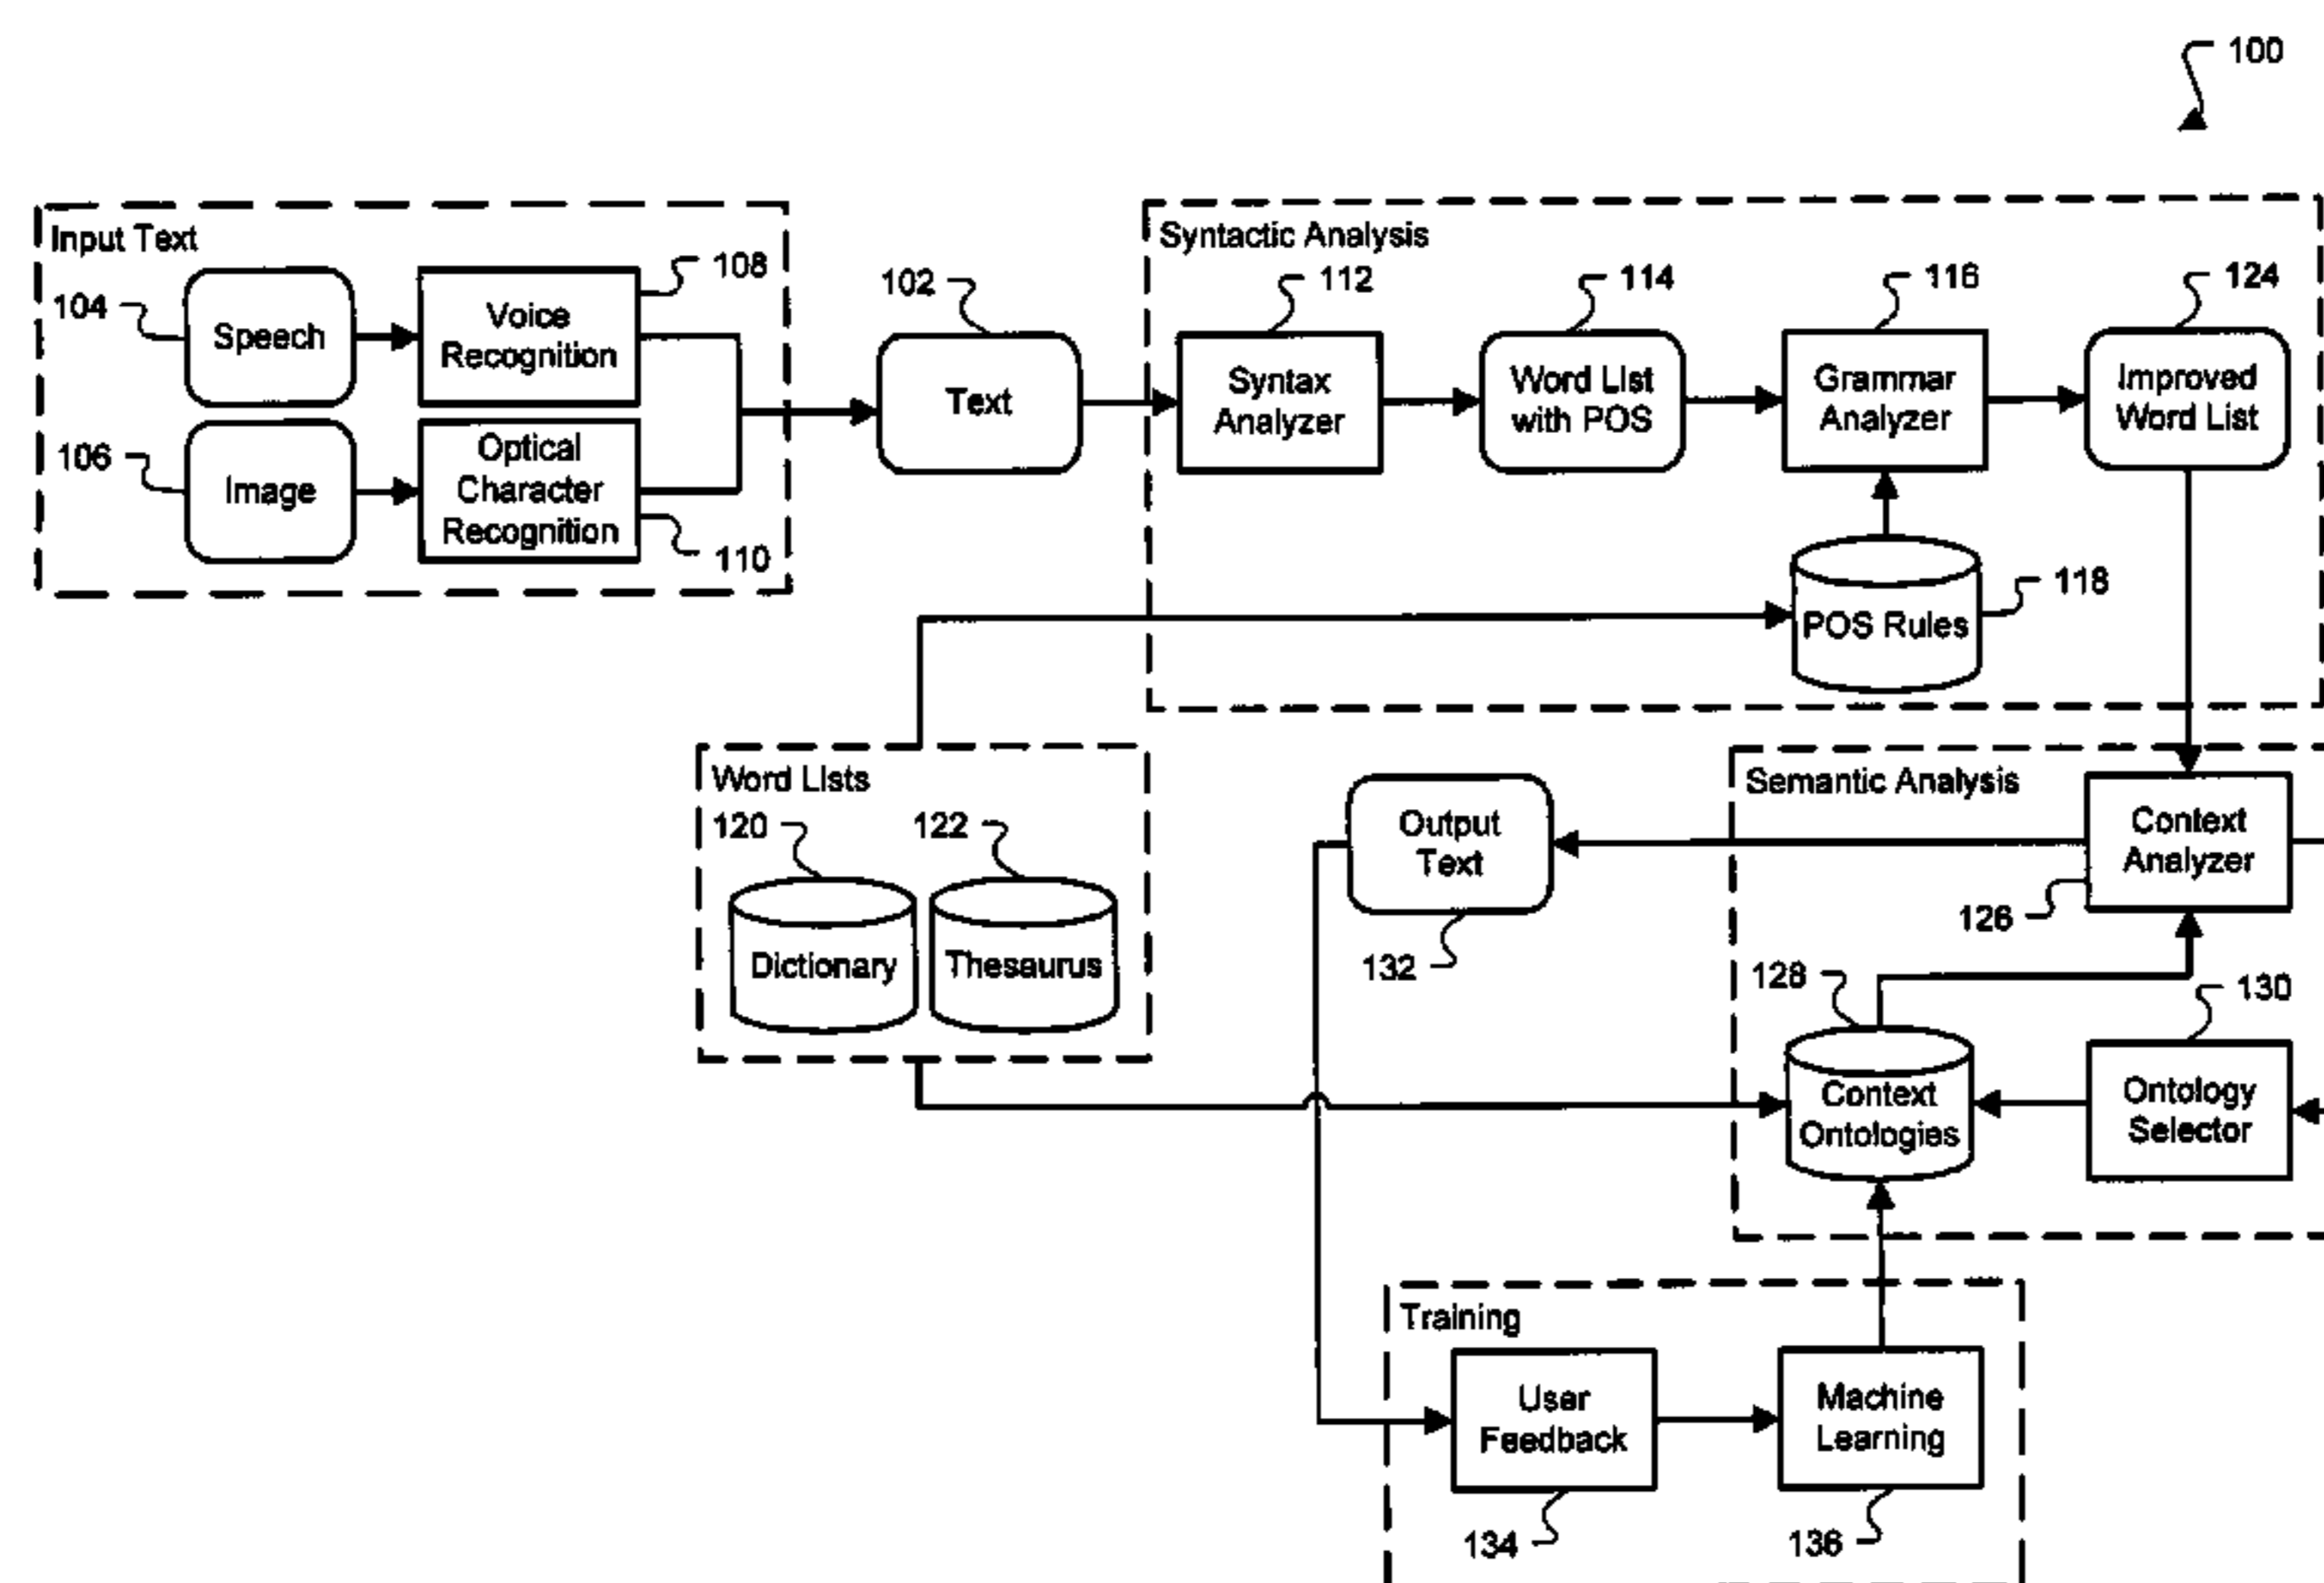 100
Input Text
104
Speech
Voice
Recognition
108
106
Image
Optical
Character
Recognition
110
102
Text
Syntactic Analysis
112
Syntax
Analyzer
114
Word List
with POS
116
Grammar
Analyzer
124
Improved
Word List
POS Rules
118
Word Lists
120
Dictionary
122
Thesaurus
Output
Text
132
Semantic Analysis
Context
Analyzer
126
128
Context
Ontologies
130
Ontology
Selector
Training
User
Feedback
134
Machine
Learning
136